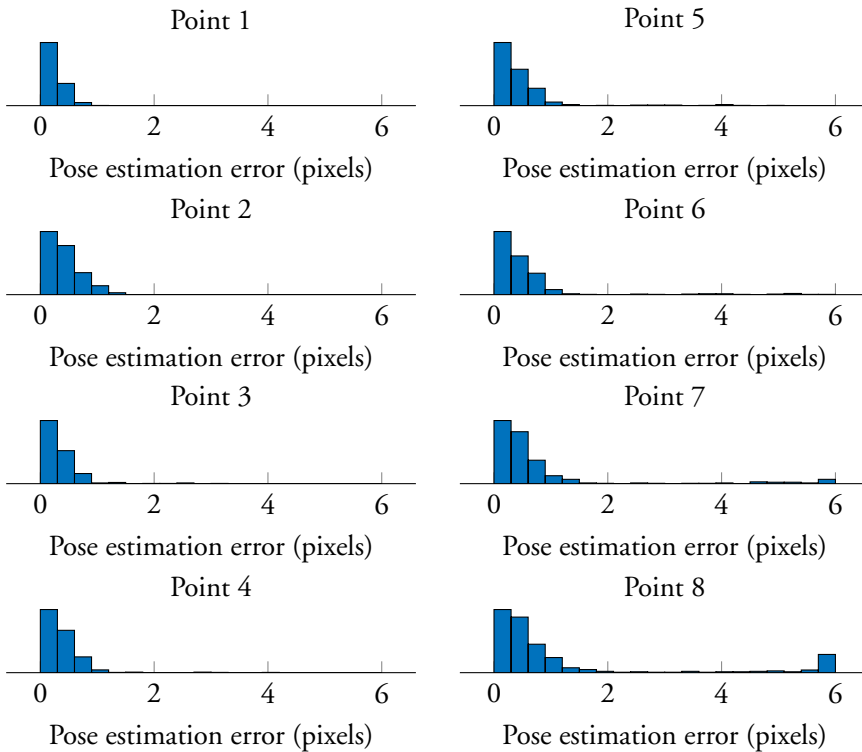 Point 1
0 2 4 6
Pose estimation error (pixels)
Point 2
0 2 4 6
Pose estimation error (pixels)
Point 3
0 2 4 6
Pose estimation error (pixels)
Point 4
0 2 4 6
Pose estimation error (pixels)
Point 5
0 2 4 6
Pose estimation error (pixels)
Point 6
0 2 4 6
Pose estimation error (pixels)
Point 7
0 2 4 6
Pose estimation error (pixels)
Point 8
0 2 4 6
Pose estimation error (pixels)